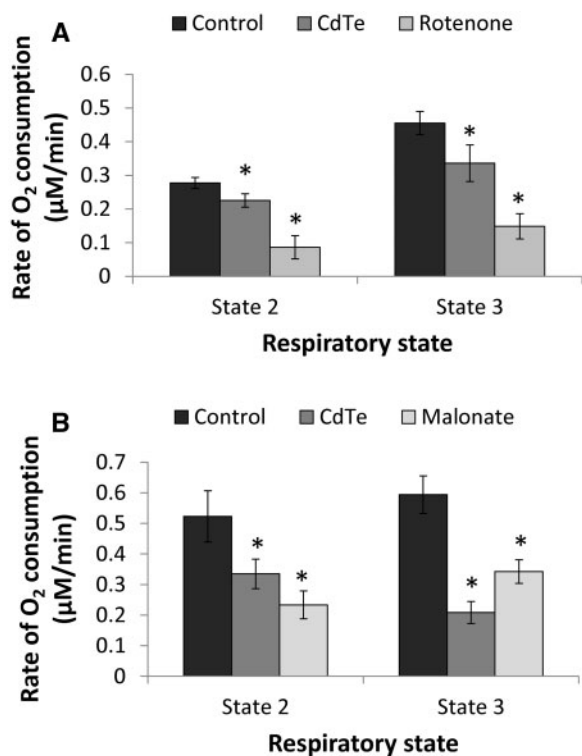 A
Control CdTe Rotenone
Rate of O2 consumption
(µM/min)
0.6
0.5
0.4
0.3
0.2
0.1
0
* * * *
State 2 State 3
Respiratory state
B
Control CdTe Malonate
Rate of O2 consumption
(µM/min)
0.7
0.6
0.5
0.4
0.3
0.2
0.1
0
* * * *
State 2 State 3
Respiratory state